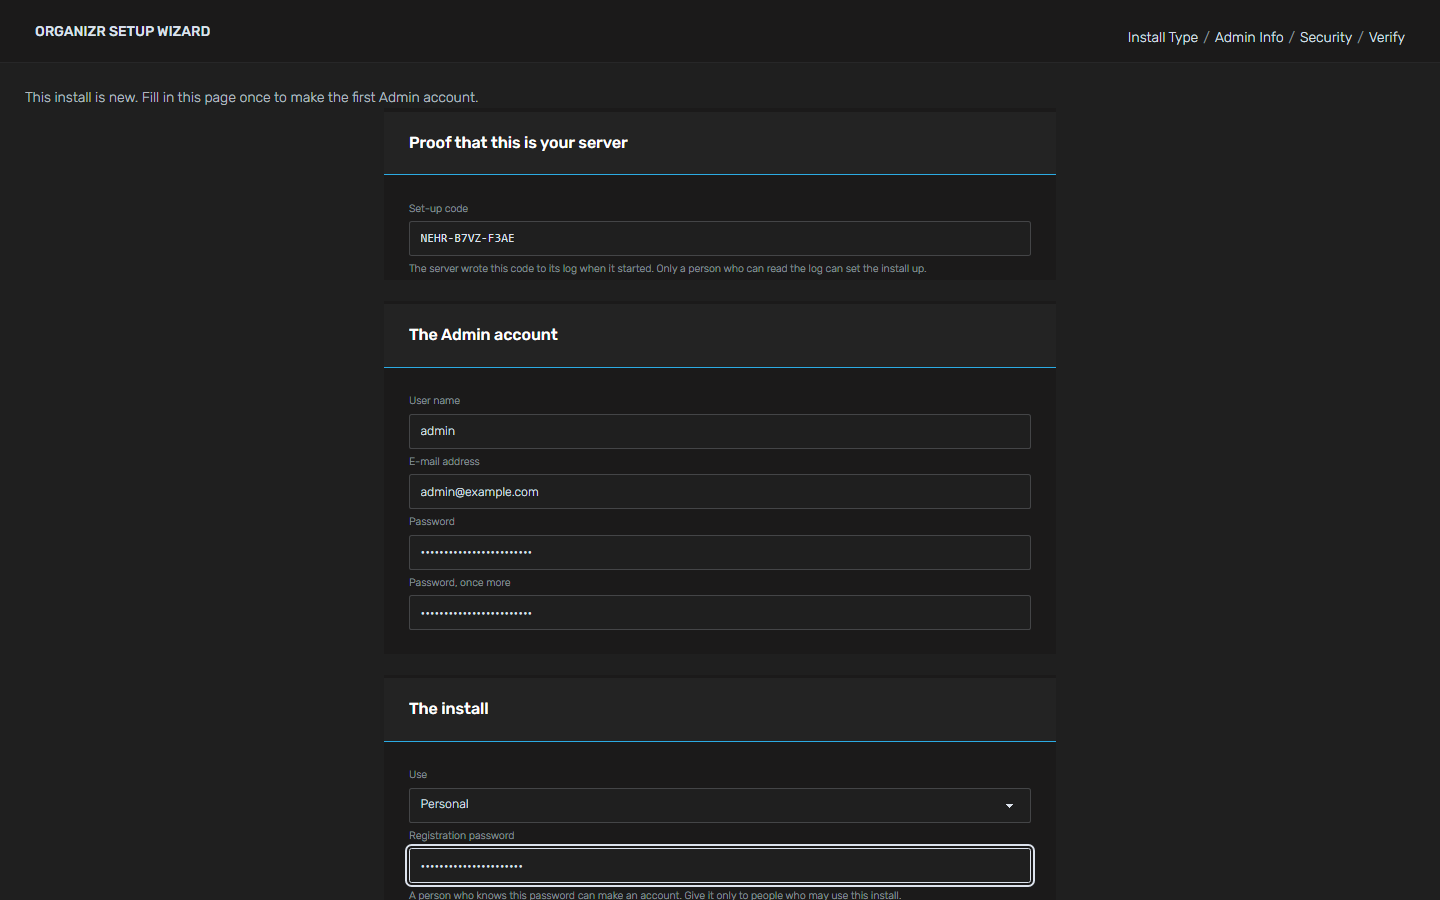 ORGANIZR SETUP WIZARD
Install Type / Admin Info / Security / Verify
This install is new. Fill in this page once to make the first Admin account.
Proof that this is your server
Set-up code
NEHR-B7VZ-F3AE
The server wrote this code to its log when it started. Only a person who can read the log can set the install up.
The Admin account
User name
admin
E-mail address
admin@example.com
Password
••••••••••••••••••••••••
Password, once more
••••••••••••••••••••••••
The install
Use
Personal
Registration password
••••••••••••••••••••••
A person who knows this password can make an account. Give it only to people who may use this install.